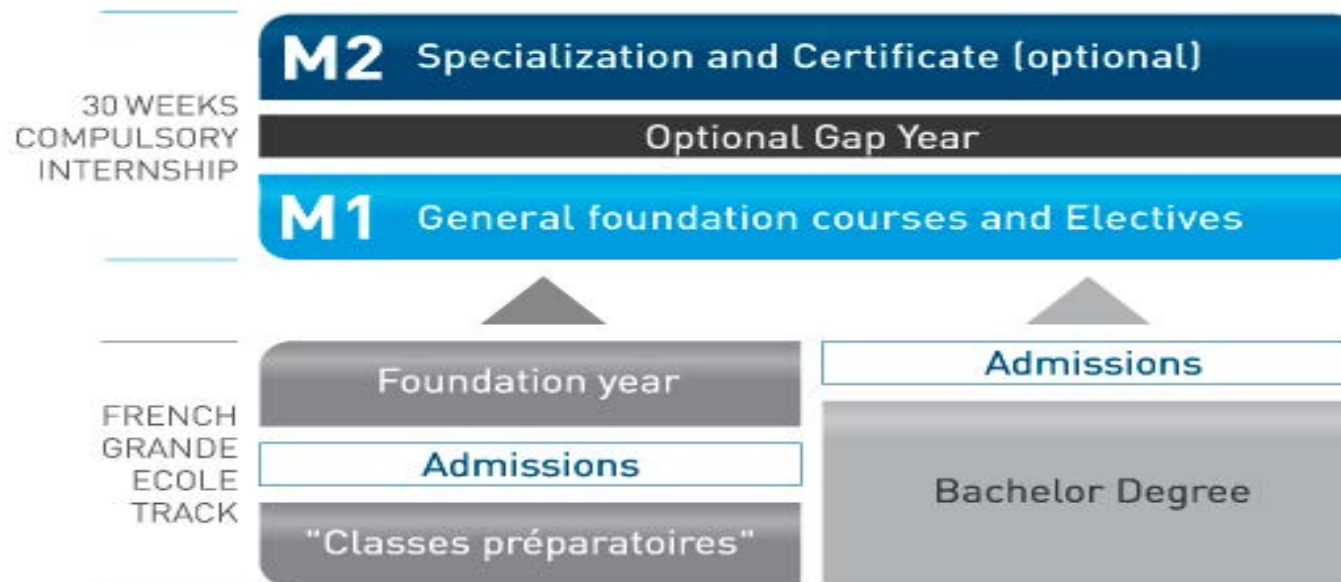 M2 Specialization and Certificate (optional)
30 WEEKS
COMPULSORY
INTERNSHIP
Optional Gap Year
M1 General foundation courses and Electives
FRENCH
GRANDE
ECOLE
TRACK
Foundation year
Admissions
"Classes préparatoires"
Admissions
Bachelor Degree